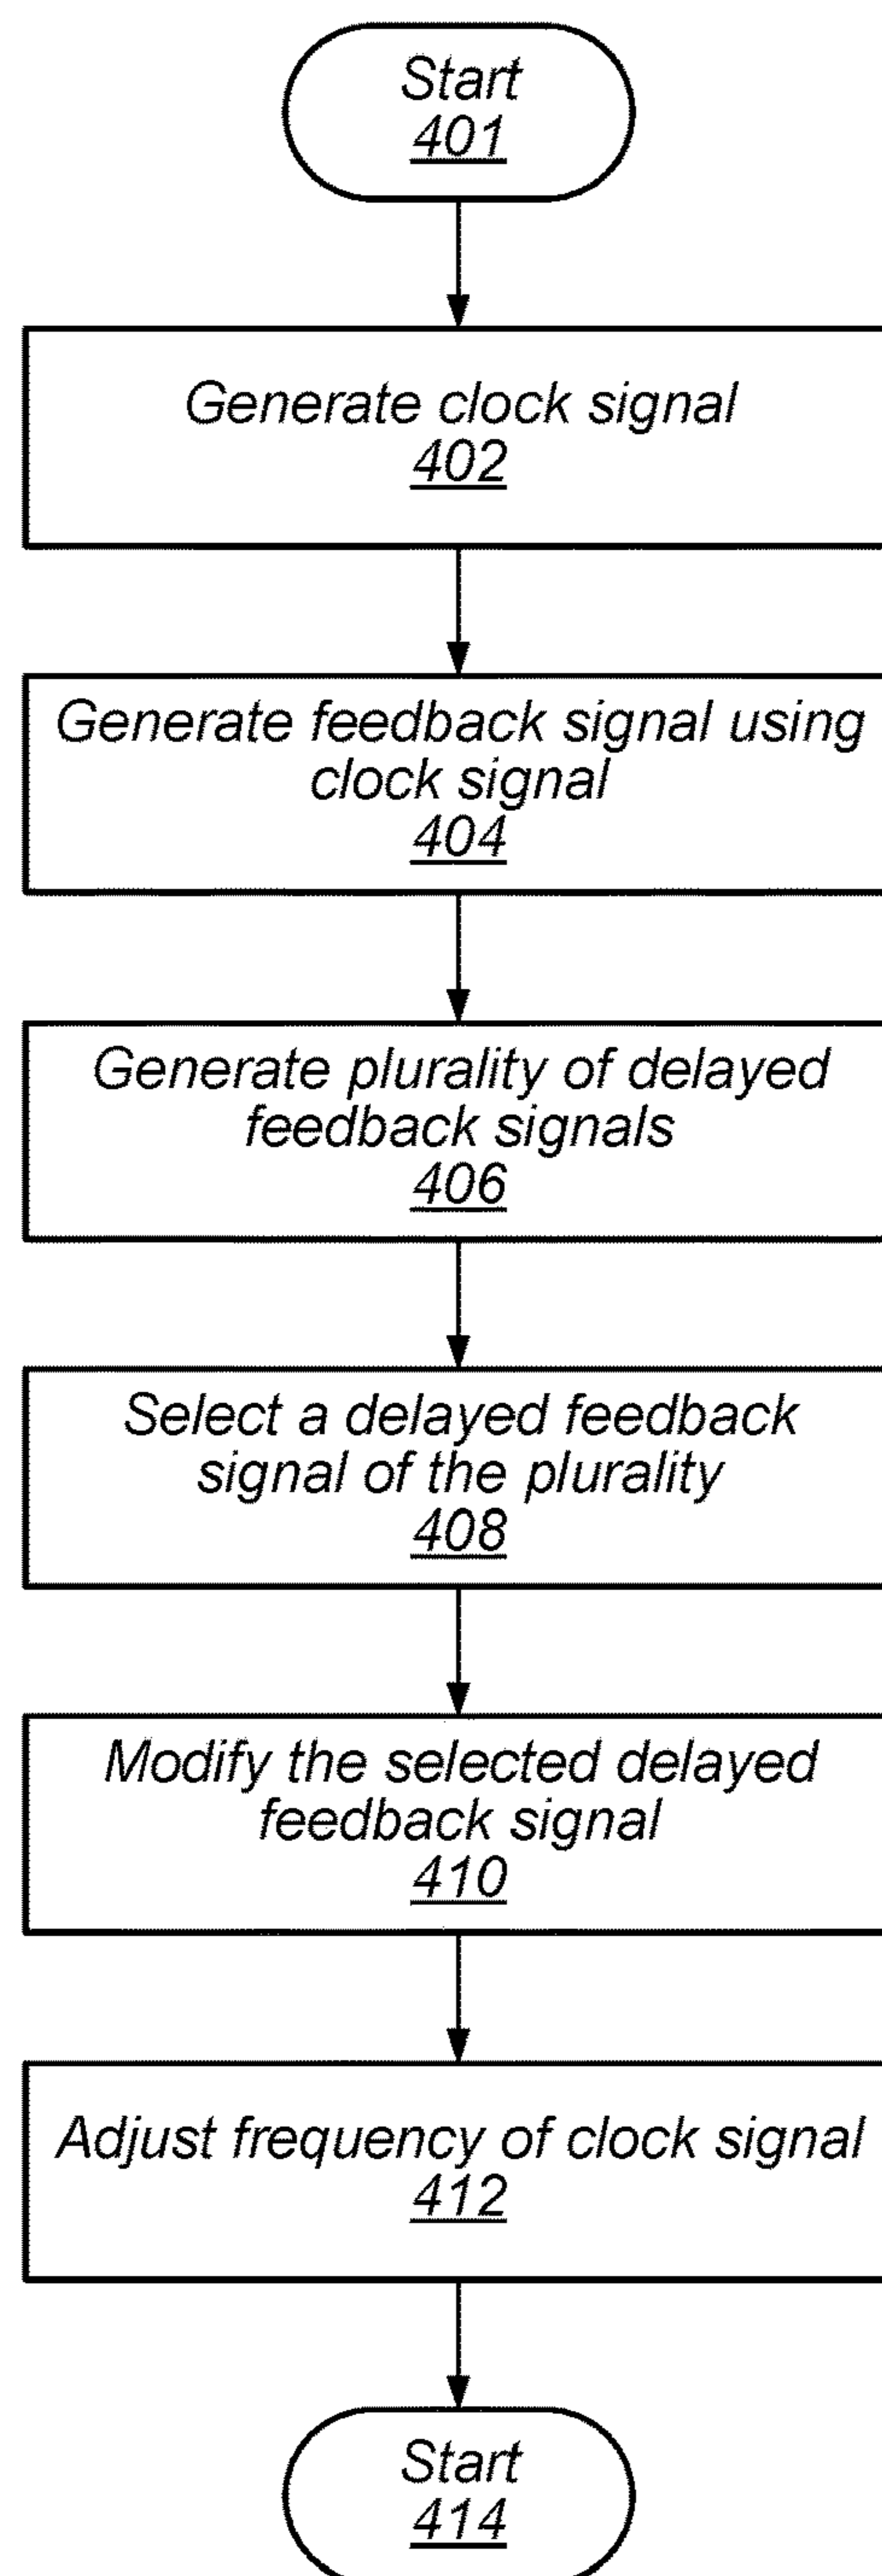 Start
401
Generate clock signal
402
Generate feedback signal using
clock signal
404
Generate plurality of delayed
feedback signals
406
Select a delayed feedback
signal of the plurality
408
Modify the selected delayed
feedback signal
410
Adjust frequency of clock signal
412
Start
414